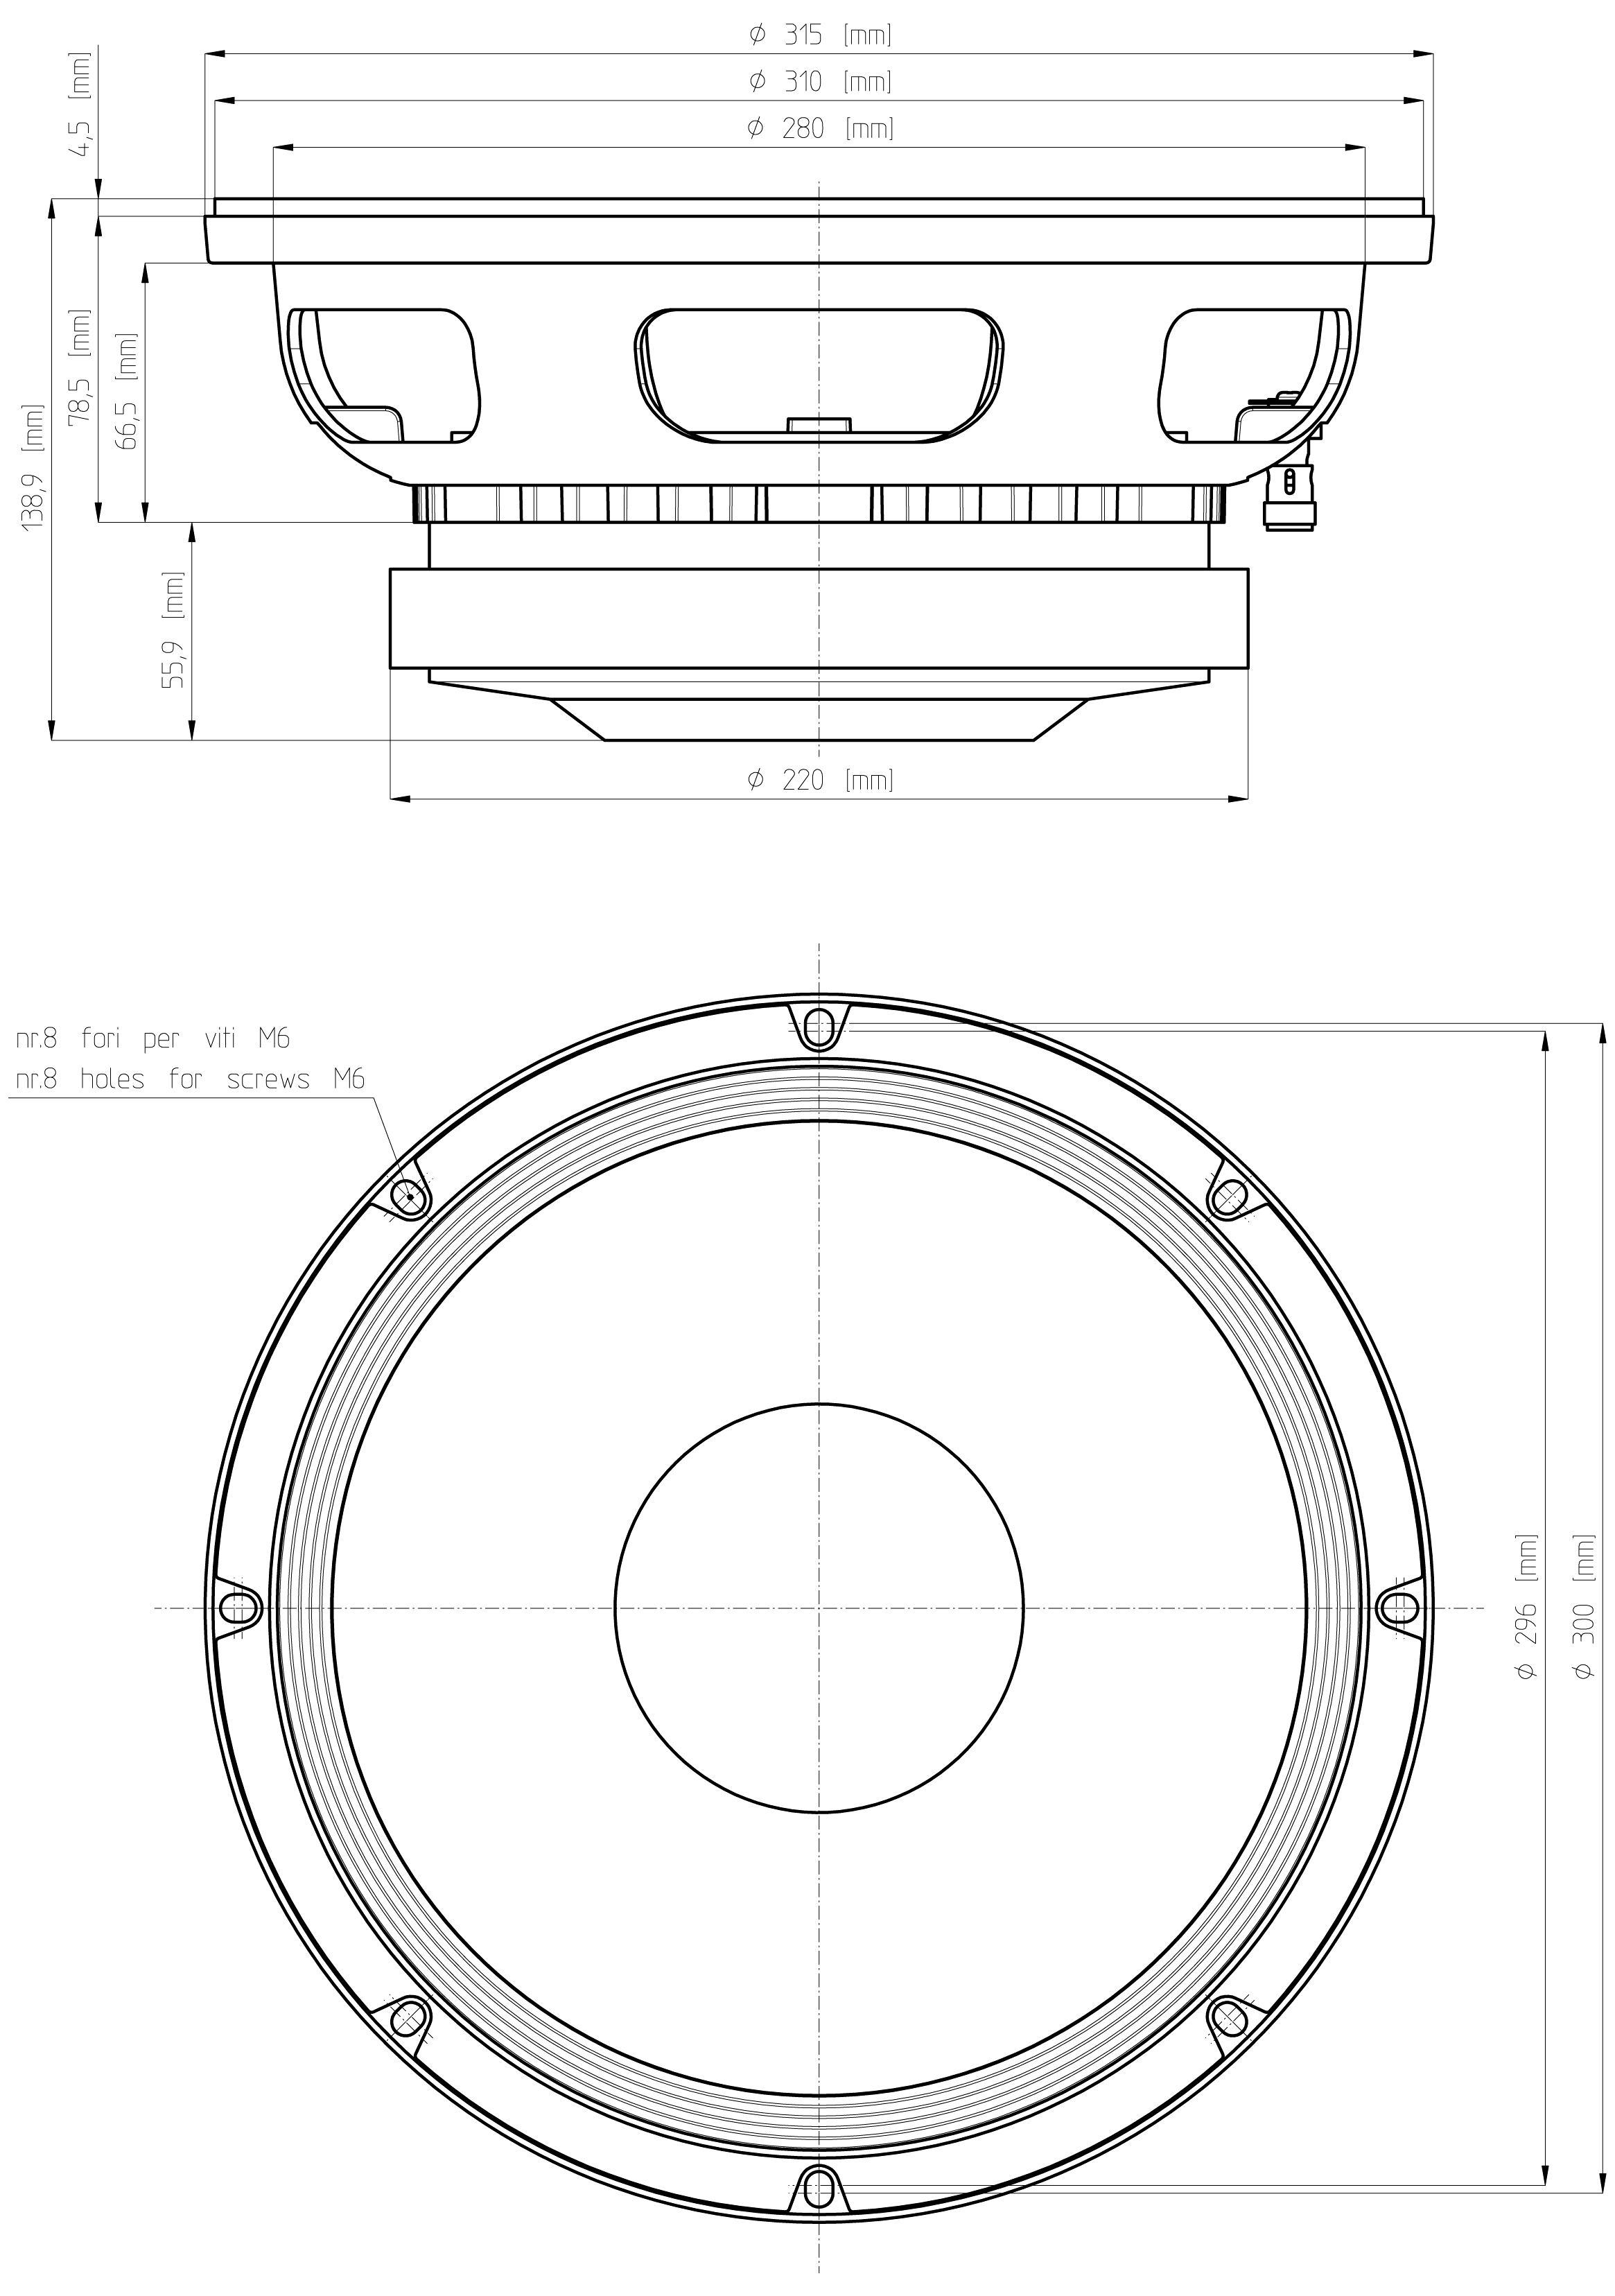 ϕ 315 [mm]
ϕ 310 [mm]
ϕ 280 [mm]
4,5 [mm]
78,5 [mm]
66,5 [mm]
138,9 [mm]
55,9 [mm]
ϕ 220 [mm]
nr.8 fori per viti M6
nr.8 holes for screws M6
ϕ 296 [mm]
ϕ 300 [mm]